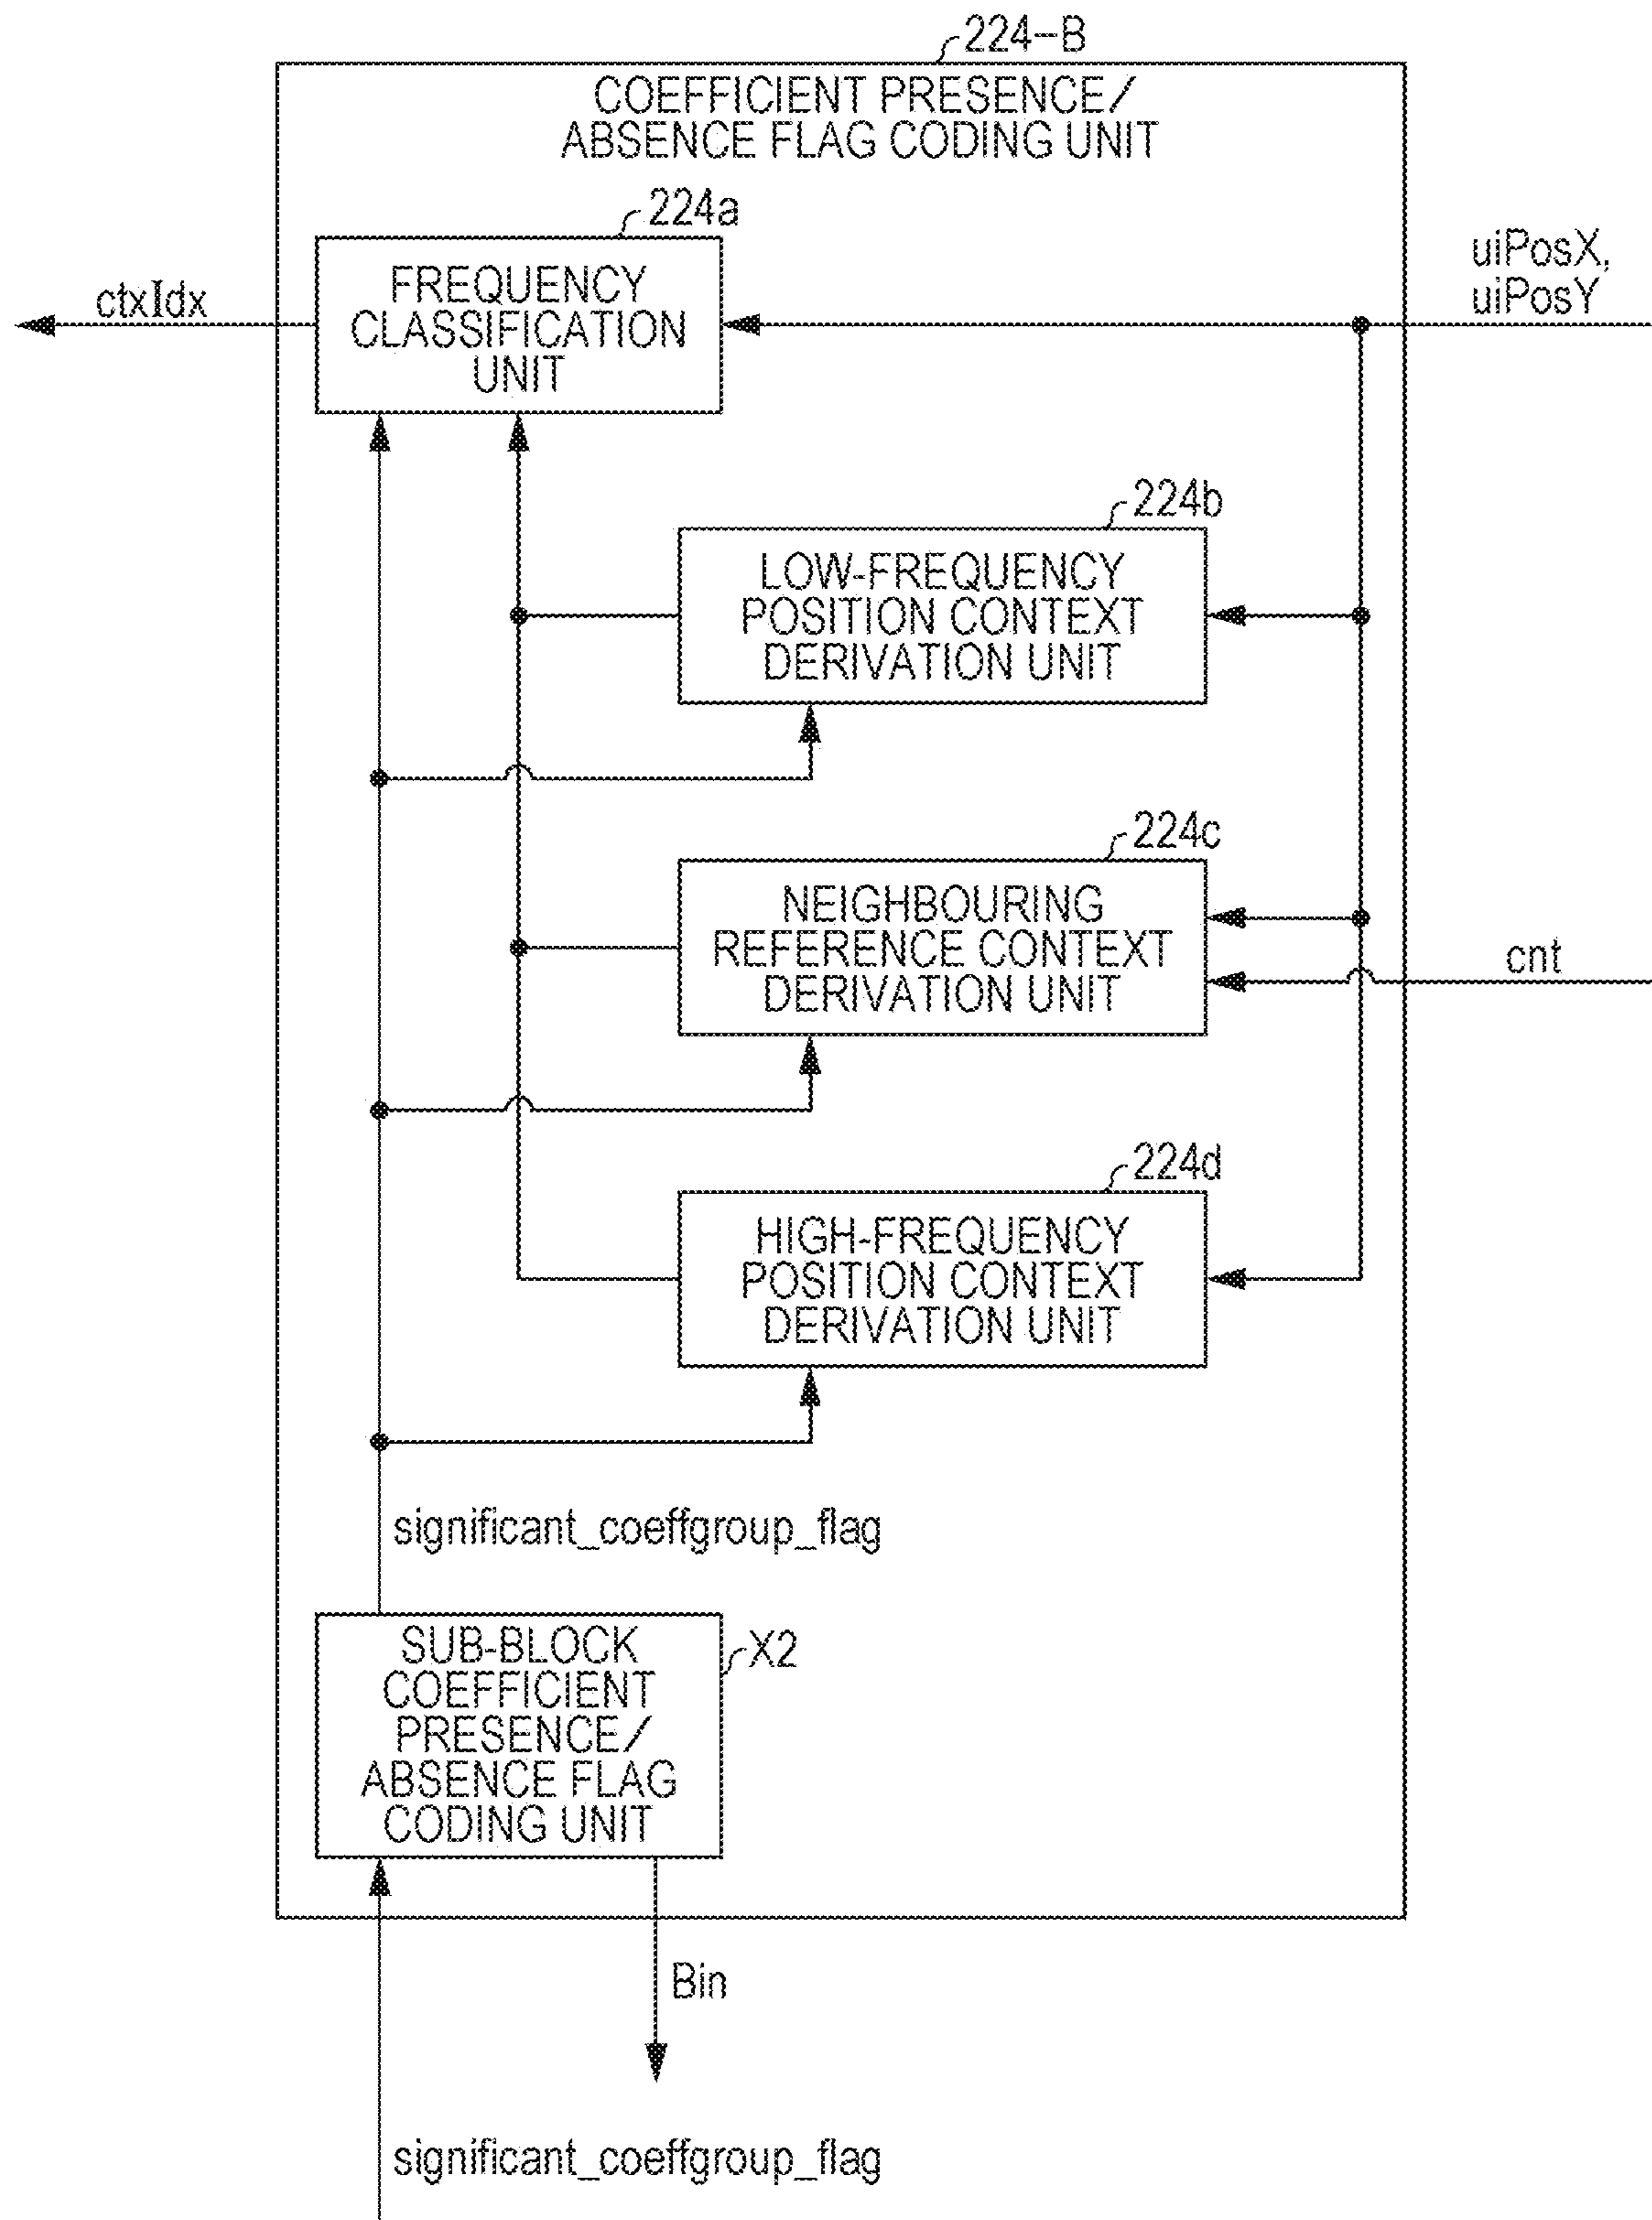 224-B
COEFFICIENT PRESENCE/
ABSENCE FLAG CODING UNIT
224a
FREQUENCY
CLASSIFICATION
UNIT
ctxIdx
uiPosX,
uiPosY
224b
LOW-FREQUENCY
POSITION CONTEXT
DERIVATION UNIT
224c
NEIGHBOURING
REFERENCE CONTEXT
DERIVATION UNIT
cnt
224d
HIGH-FREQUENCY
POSITION CONTEXT
DERIVATION UNIT
significant_coeffgroup_flag
SUB-BLOCK
COEFFICIENT
PRESENCE/
ABSENCE FLAG
CODING UNIT
X2
Bin
significant_coeffgroup_flag